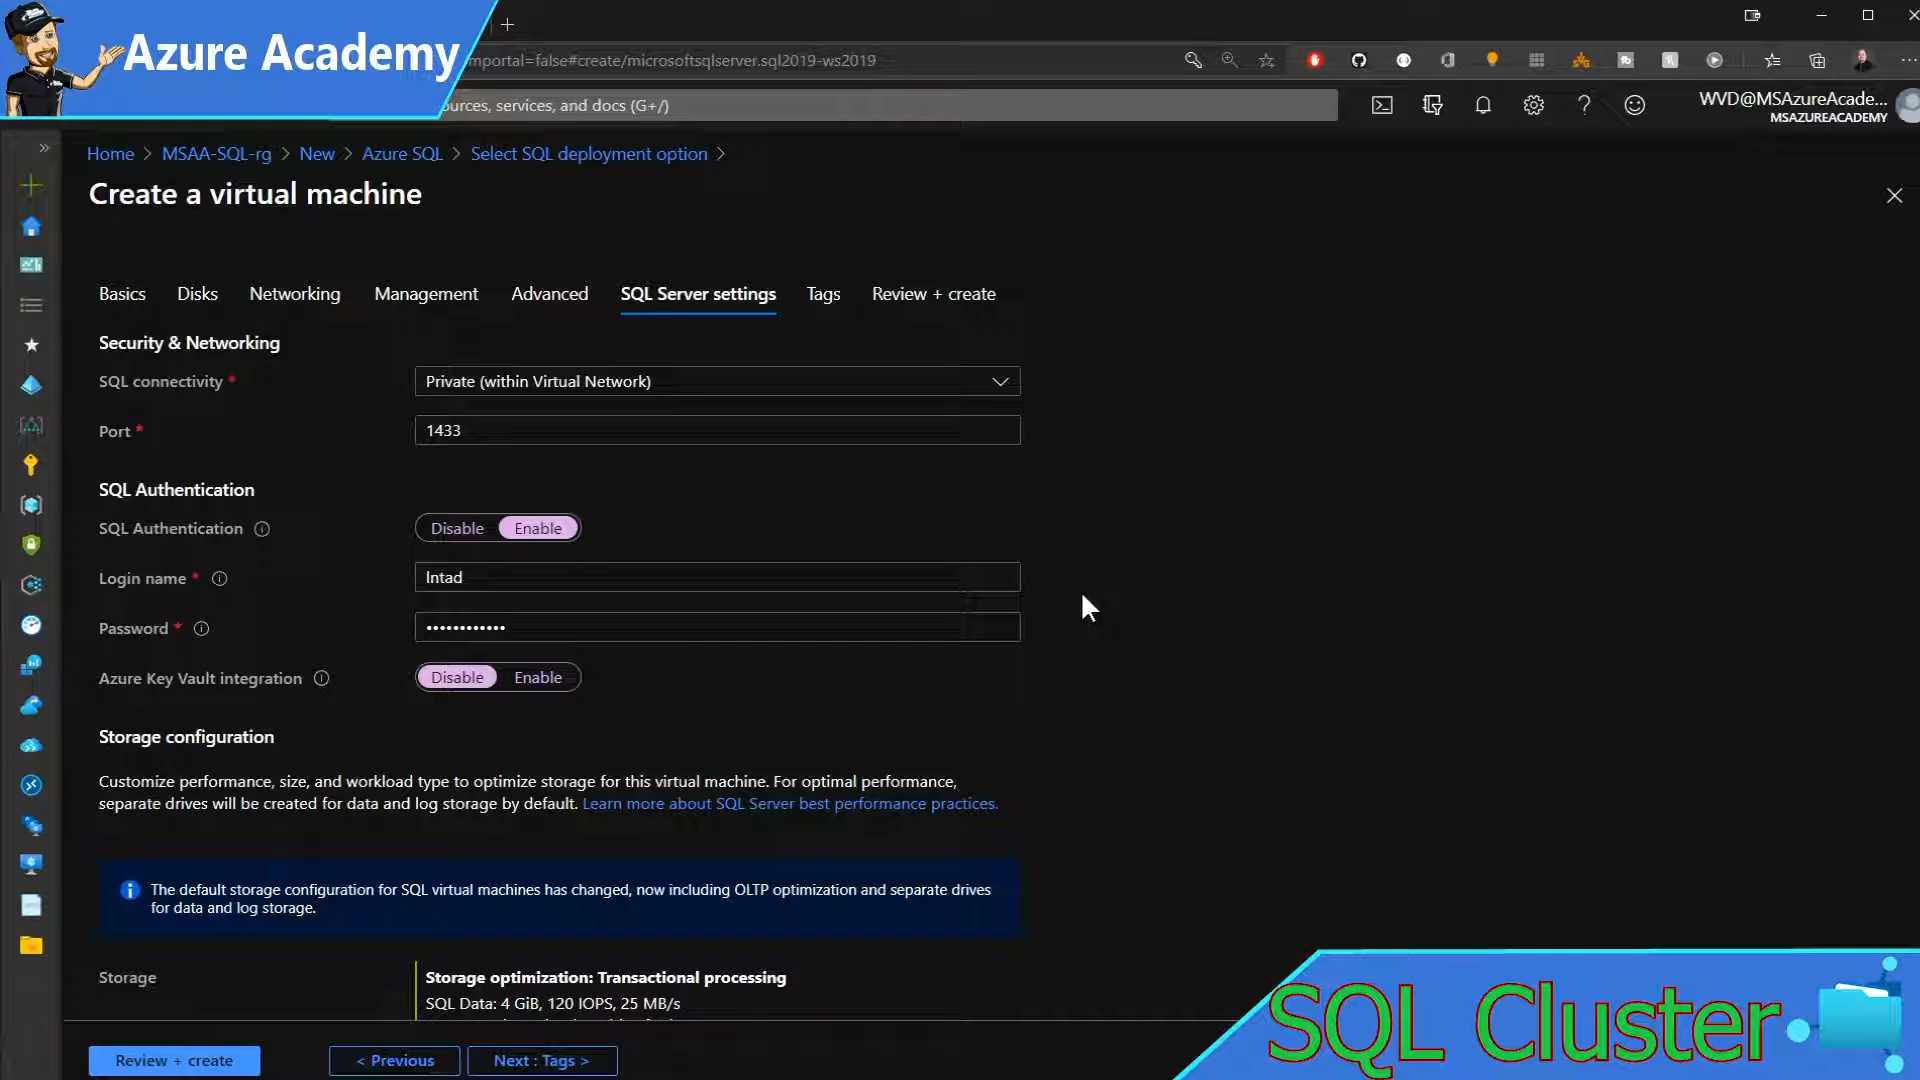 Azure Academy
mportal=false#create/microsoftsqlserver.sql2019-ws2019
ources, services, and docs (G+/)
WVD@MSAzureAcade...
MSAZUREACADEMY
Home > MSAA-SQL-rg > New > Azure SQL > Select SQL deployment option >
Create a virtual machine
Basics Disks Networking Management Advanced SQL Server settings Tags Review + create
Security & Networking
SQL connectivity * Private (within Virtual Network)
Port * 1433
SQL Authentication
SQL Authentication Disable Enable
Login name * lntad
Password * ••••••••••••
Azure Key Vault integration Disable Enable
Storage configuration
Customize performance, size, and workload type to optimize storage for this virtual machine. For optimal performance,
separate drives will be created for data and log storage by default. Learn more about SQL Server best performance practices.
The default storage configuration for SQL virtual machines has changed, now including OLTP optimization and separate drives
for data and log storage.
Storage Storage optimization: Transactional processing
SQL Data: 4 GiB, 120 IOPS, 25 MB/s
Review + create < Previous Next : Tags >
SQL Cluster